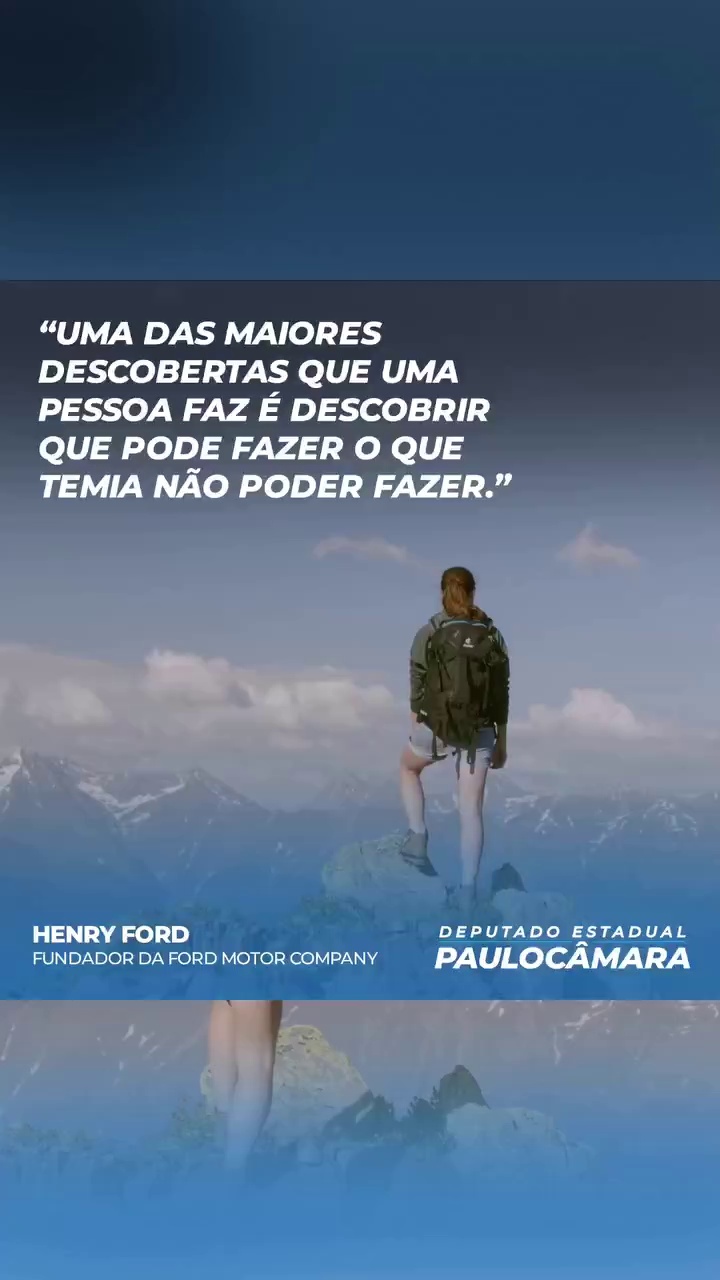 “UMA DAS MAIORES
DESCOBERTAS QUE UMA
PESSOA FAZ É DESCOBRIR
QUE PODE FAZER O QUE
TEMIA NÃO PODER FAZER.”
HENRY FORD
FUNDADOR DA FORD MOTOR COMPANY
DEPUTADO ESTADUAL
PAULOCÂMARA